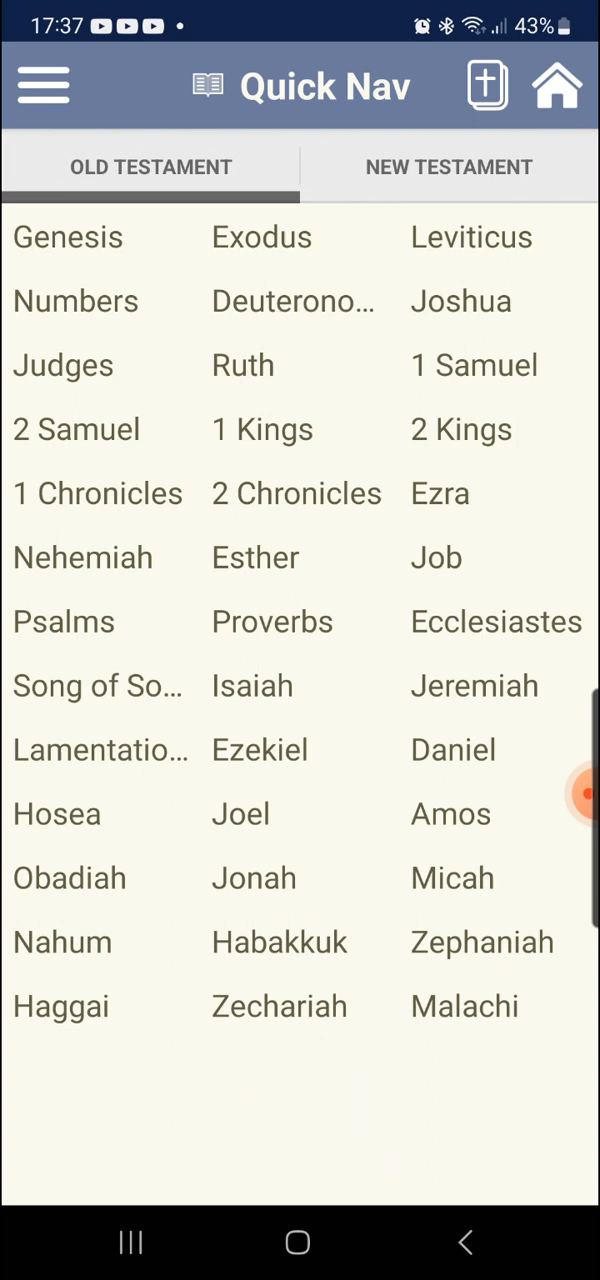 17:37 43%
Quick Nav
OLD TESTAMENT NEW TESTAMENT
Genesis Exodus Leviticus
Numbers Deuterono... Joshua
Judges Ruth 1 Samuel
2 Samuel 1 Kings 2 Kings
1 Chronicles 2 Chronicles Ezra
Nehemiah Esther Job
Psalms Proverbs Ecclesiastes
Song of So... Isaiah Jeremiah
Lamentatio... Ezekiel Daniel
Hosea Joel Amos
Obadiah Jonah Micah
Nahum Habakkuk Zephaniah
Haggai Zechariah Malachi